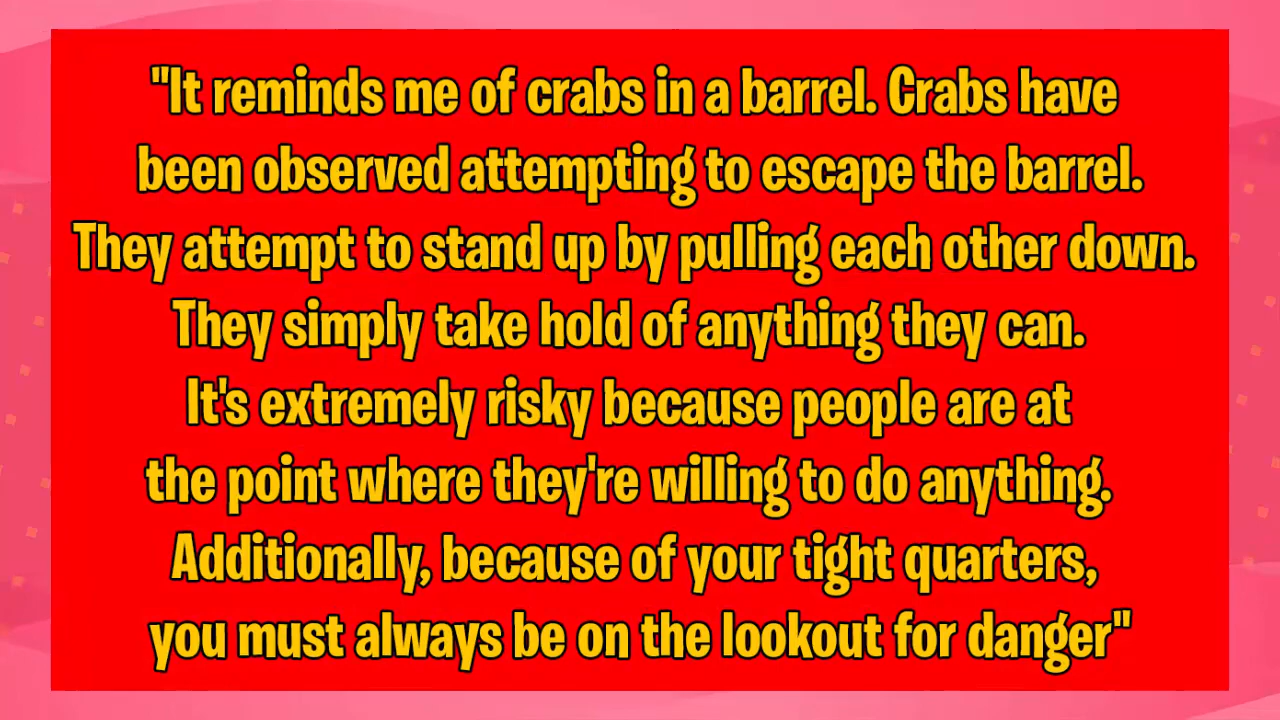 "It reminds me of crabs in a barrel. Crabs have
been observed attempting to escape the barrel.
They attempt to stand up by pulling each other down.
They simply take hold of anything they can.
It's extremely risky because people are at
the point where they're willing to do anything.
Additionally, because of your tight quarters,
you must always be on the lookout for danger"